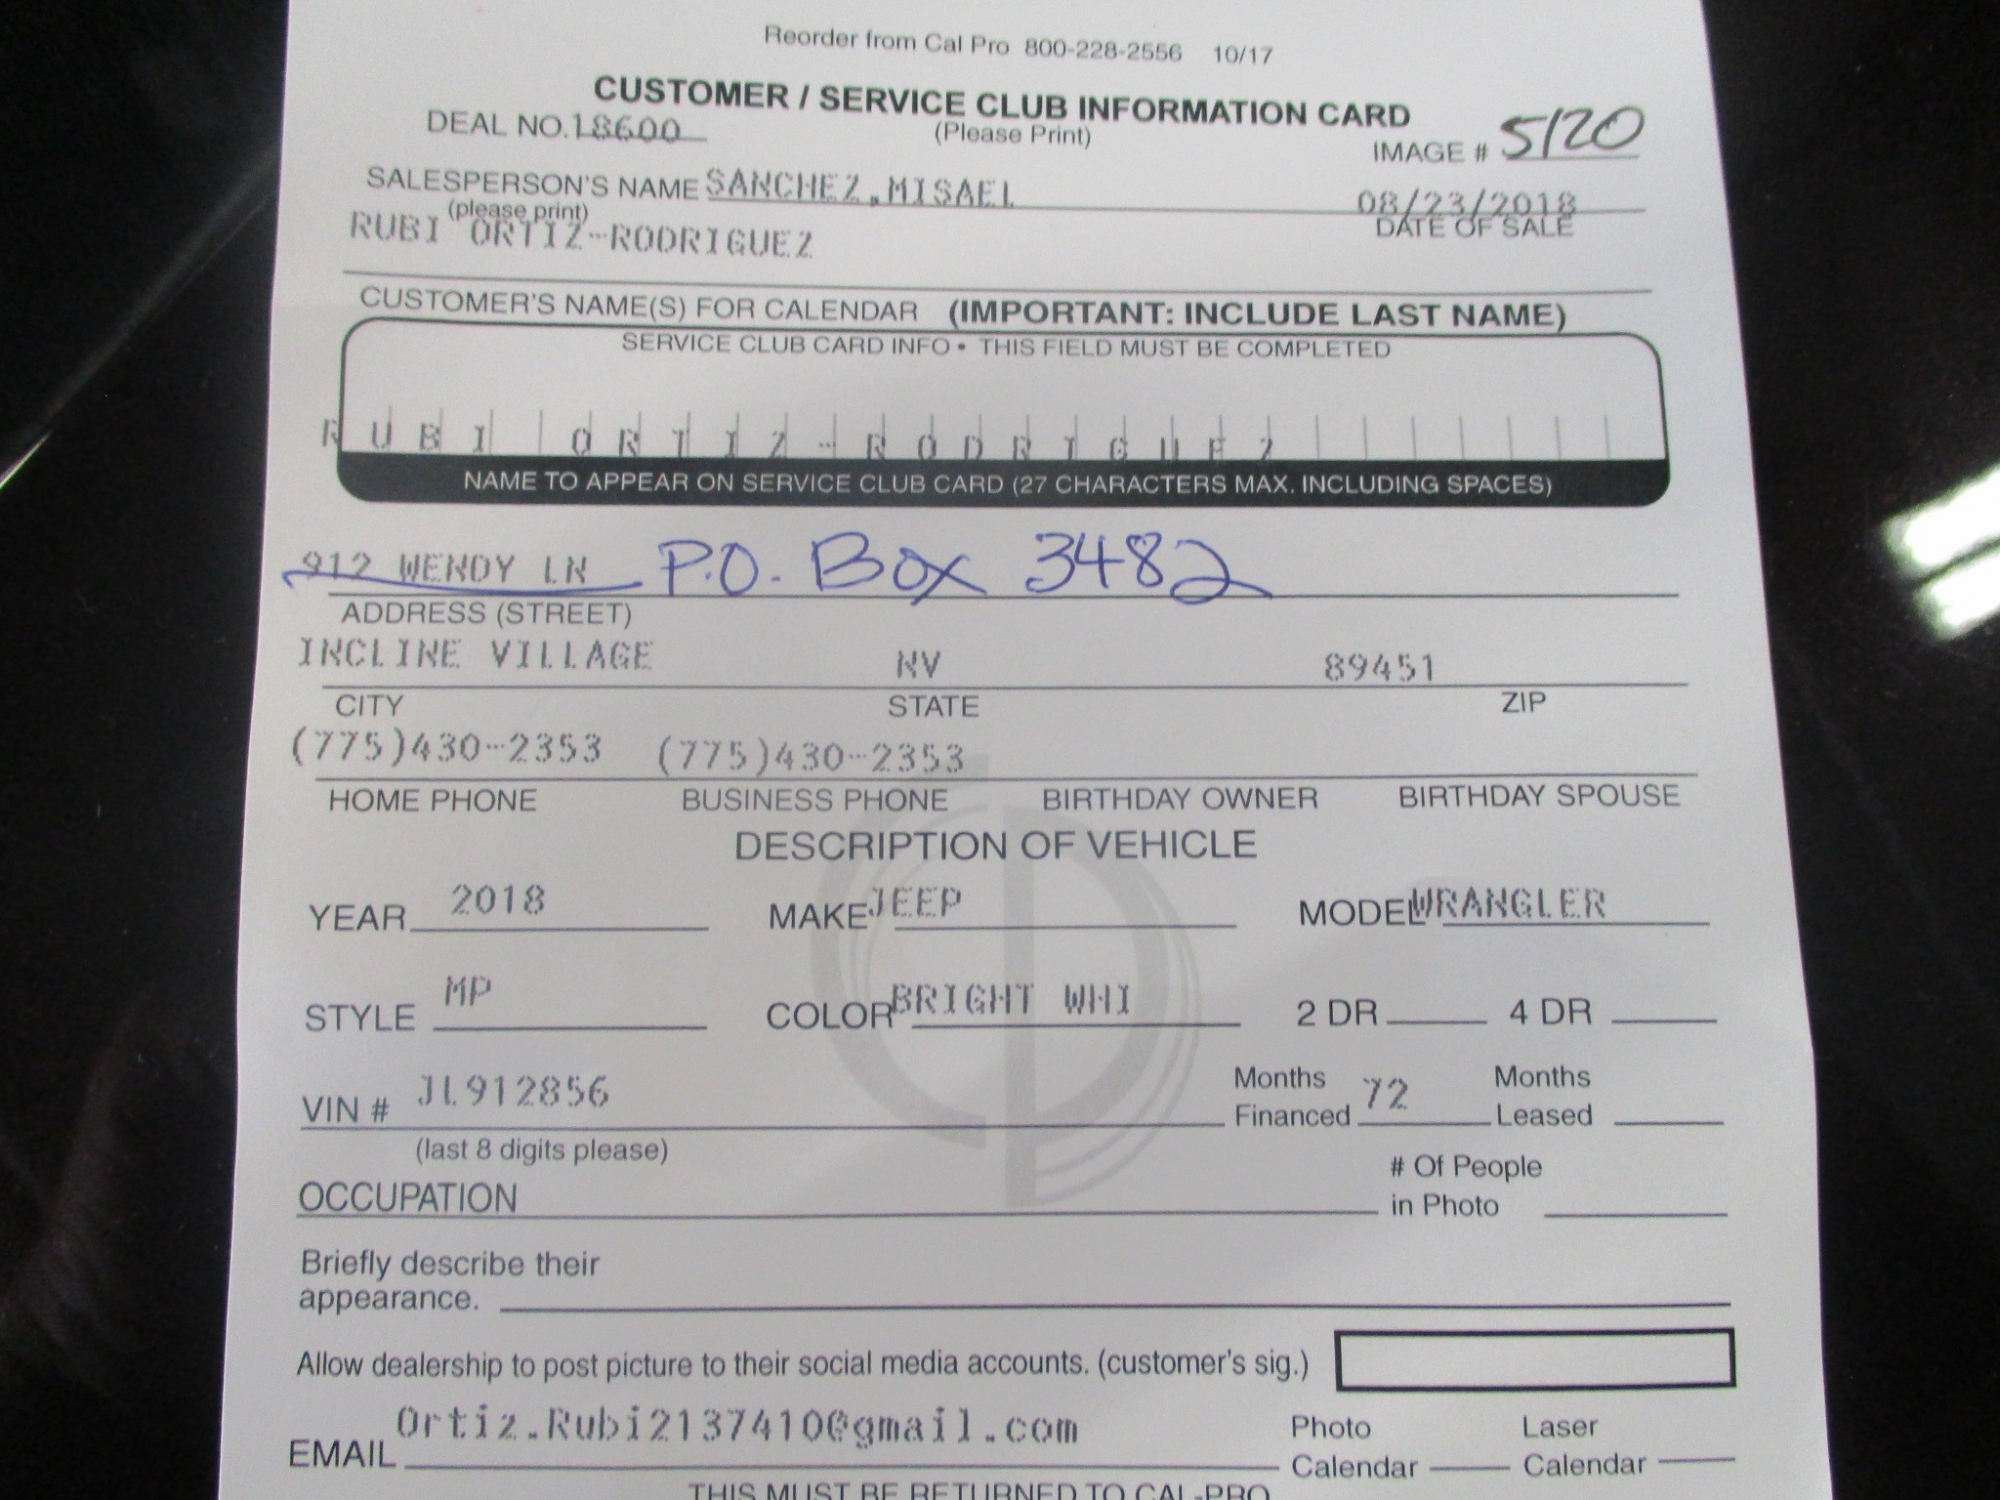 Reorder from Cal Pro 800-228-2556 10/17
CUSTOMER / SERVICE CLUB INFORMATION CARD
DEAL NO. 18600 (Please Print) IMAGE # 5120
SALESPERSON'S NAME SANCHEZ,MISAEL 08/23/2018
(please print) DATE OF SALE
RUBI ORTIZ-RODRIGUEZ
CUSTOMER'S NAME(S) FOR CALENDAR (IMPORTANT: INCLUDE LAST NAME)
SERVICE CLUB CARD INFO • THIS FIELD MUST BE COMPLETED
RUBI ORTIZ-RODRIGUEZ
NAME TO APPEAR ON SERVICE CLUB CARD (27 CHARACTERS MAX. INCLUDING SPACES)
912 WENDY LN P.O. Box 3482
ADDRESS (STREET)
INCLINE VILLAGE NV 89451
CITY STATE ZIP
(775)430-2353 (775)430-2353
HOME PHONE BUSINESS PHONE BIRTHDAY OWNER BIRTHDAY SPOUSE
DESCRIPTION OF VEHICLE
YEAR 2018 MAKE JEEP MODEL WRANGLER
STYLE MP COLOR BRIGHT WHI 2 DR 4 DR
VIN # JL912856 Months Financed 72 Months Leased
(last 8 digits please)
OCCUPATION # Of People in Photo
Briefly describe their
appearance.
Allow dealership to post picture to their social media accounts. (customer's sig.)
EMAIL Ortiz.Rubi2137410@gmail.com Photo Calendar Laser Calendar
THIS MUST BE RETURNED TO CAL-PRO